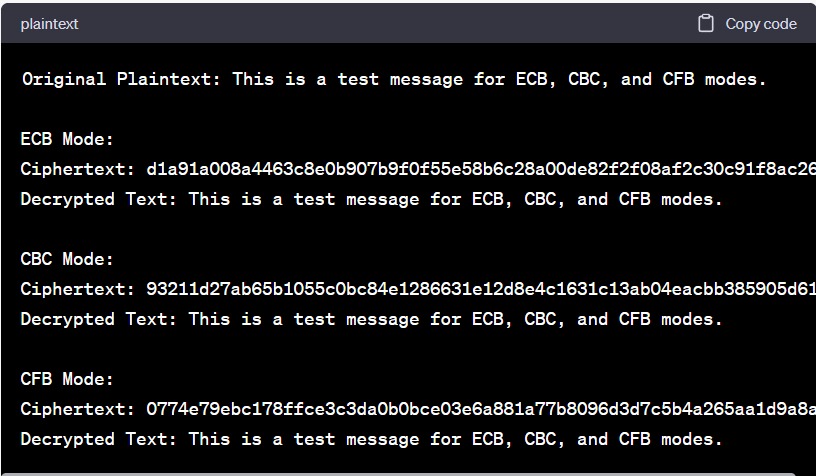 plaintext
Copy code
Original Plaintext: This is a test message for ECB, CBC, and CFB modes.
ECB Mode:
Ciphertext: d1a91a008a4463c8e0b907b9f0f55e58b6c28a00de82f2f08af2c30c91f8ac26
Decrypted Text: This is a test message for ECB, CBC, and CFB modes.
CBC Mode:
Ciphertext: 93211d27ab65b1055c0bc84e1286631e12d8e4c1631c13ab04eacbb385905d61
Decrypted Text: This is a test message for ECB, CBC, and CFB modes.
CFB Mode:
Ciphertext: 0774e79ebc178ffce3c3da0b0bce03e6a881a77b8096d3d7c5b4a265aa1d9a8a
Decrypted Text: This is a test message for ECB, CBC, and CFB modes.